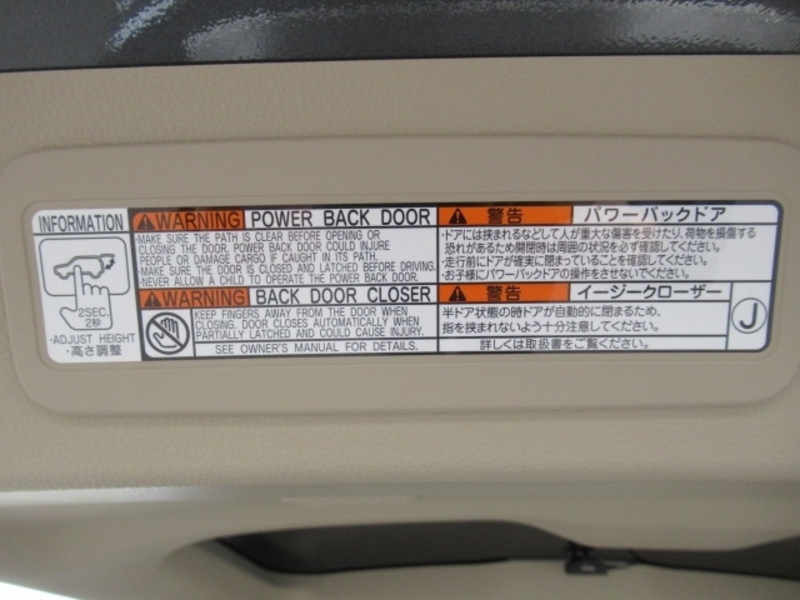 INFORMATION
2SEC.
2秒
・ADJUST HEIGHT
・高さ調整
WARNING POWER BACK DOOR
・MAKE SURE THE PATH IS CLEAR BEFORE OPENING OR
CLOSING THE DOOR. POWER BACK DOOR COULD INJURE
PEOPLE OR DAMAGE CARGO IF CAUGHT IN ITS PATH.
・MAKE SURE THE DOOR IS CLOSED AND LATCHED BEFORE DRIVING.
・NEVER ALLOW A CHILD TO OPERATE THE POWER BACK DOOR.
WARNING BACK DOOR CLOSER
KEEP FINGERS AWAY FROM THE DOOR WHEN
CLOSING, DOOR CLOSES AUTOMATICALLY WHEN
PARTIALLY LATCHED AND COULD CAUSE INJURY.
SEE OWNER'S MANUAL FOR DETAILS.
警告 パワーバックドア
・ドアには挟まれるなどして人が重大な傷害を受けたり、荷物を損傷する
恐れがあるため開閉時は周囲の状況を必ず確認してください。
・走行前にドアが確実に閉まっていることを確認してください。
・お子様にパワーバックドアの操作をさせないでください。
警告 イージークローザー
半ドア状態の時ドアが自動的に閉まるため、
指を挟まれないよう十分注意してください。
詳しくは取扱書をご覧ください。
J